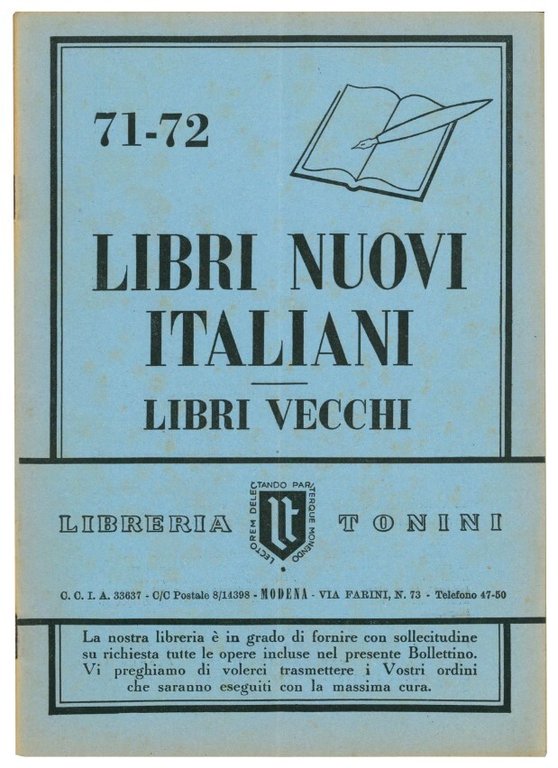 71-72
LIBRI NUOVI
ITALIANI
LIBRI VECCHI
LIBRERIA
LECTOREM DELECTANDO PARITERQUE MONENDO
lt
TONINI
C. C. I. A. 33637 - C/C Postale 8/14398 - MODENA - VIA FARINI, N. 73 - Telefono 47-50
La nostra libreria è in grado di fornire con sollecitudine
su richiesta tutte le opere incluse nel presente Bollettino.
Vi preghiamo di volerci trasmettere i Vostri ordini
che saranno eseguiti con la massima cura.